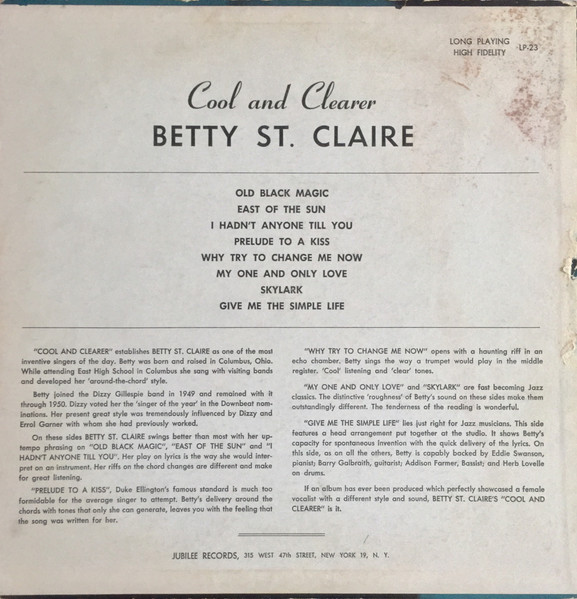 LONG PLAYING
HIGH FIDELITY
LP-23
Cool and Clearer
BETTY ST. CLAIRE
OLD BLACK MAGIC
EAST OF THE SUN
I HADN'T ANYONE TILL YOU
PRELUDE TO A KISS
WHY TRY TO CHANGE ME NOW
MY ONE AND ONLY LOVE
SKYLARK
GIVE ME THE SIMPLE LIFE
"COOL AND CLEARER" establishes BETTY ST. CLAIRE as one of the most
inventive singers of the day. Betty was born and raised in Columbus, Ohio.
While attending East High School in Columbus she sang with visiting bands
and developed her 'around-the-chord' style.
Betty joined the Dizzy Gillespie band in 1949 and remained with it
through 1950. Dizzy voted her the 'singer of the year' in the Downbeat nom-
inations. Her present great style was tremendously influenced by Dizzy and
Errol Garner with whom she had previously worked.
On these sides BETTY ST. CLAIRE swings better than most with her up-
tempo phrasing on "OLD BLACK MAGIC", "EAST OF THE SUN" and "I
HADN'T ANYONE TILL YOU". Her play on lyrics is the way she would inter-
pret on an instrument. Her riffs on the chord changes are different and make
for great listening.
"PRELUDE TO A KISS", Duke Ellington's famous standard is much too
formidable for the average singer to attempt. Betty's delivery around the
chords with tones that only she can generate, leaves you with the feeling that
the song was written for her.
"WHY TRY TO CHANGE ME NOW" opens with a haunting riff in an
echo chamber. Betty sings the way a trumpet would play in the middle
register. 'Cool' listening and 'clear' tones.
"MY ONE AND ONLY LOVE" and "SKYLARK" are fast becoming Jazz
classics. The distinctive 'roughness' of Betty's sound on these sides make them
outstandingly different. The tenderness of the reading is wonderful.
"GIVE ME THE SIMPLE LIFE" lies just right for Jazz musicians. This side
features a head arrangement put together at the studio. It shows Betty's
capacity for spontaneous invention with the quick delivery of the lyrics. On
this side, as on all the others, Betty is capably backed by Eddie Swanson,
pianist; Barry Galbraith, guitarist; Addison Farmer, Bassist; and Herb Lovelle
on drums.
If an album has ever been produced which perfectly showcased a female
vocalist with a different style and sound, BETTY ST. CLAIRE'S "COOL AND
CLEARER" is it.
JUBILEE RECORDS, 315 WEST 47th STREET, NEW YORK 19, N. Y.